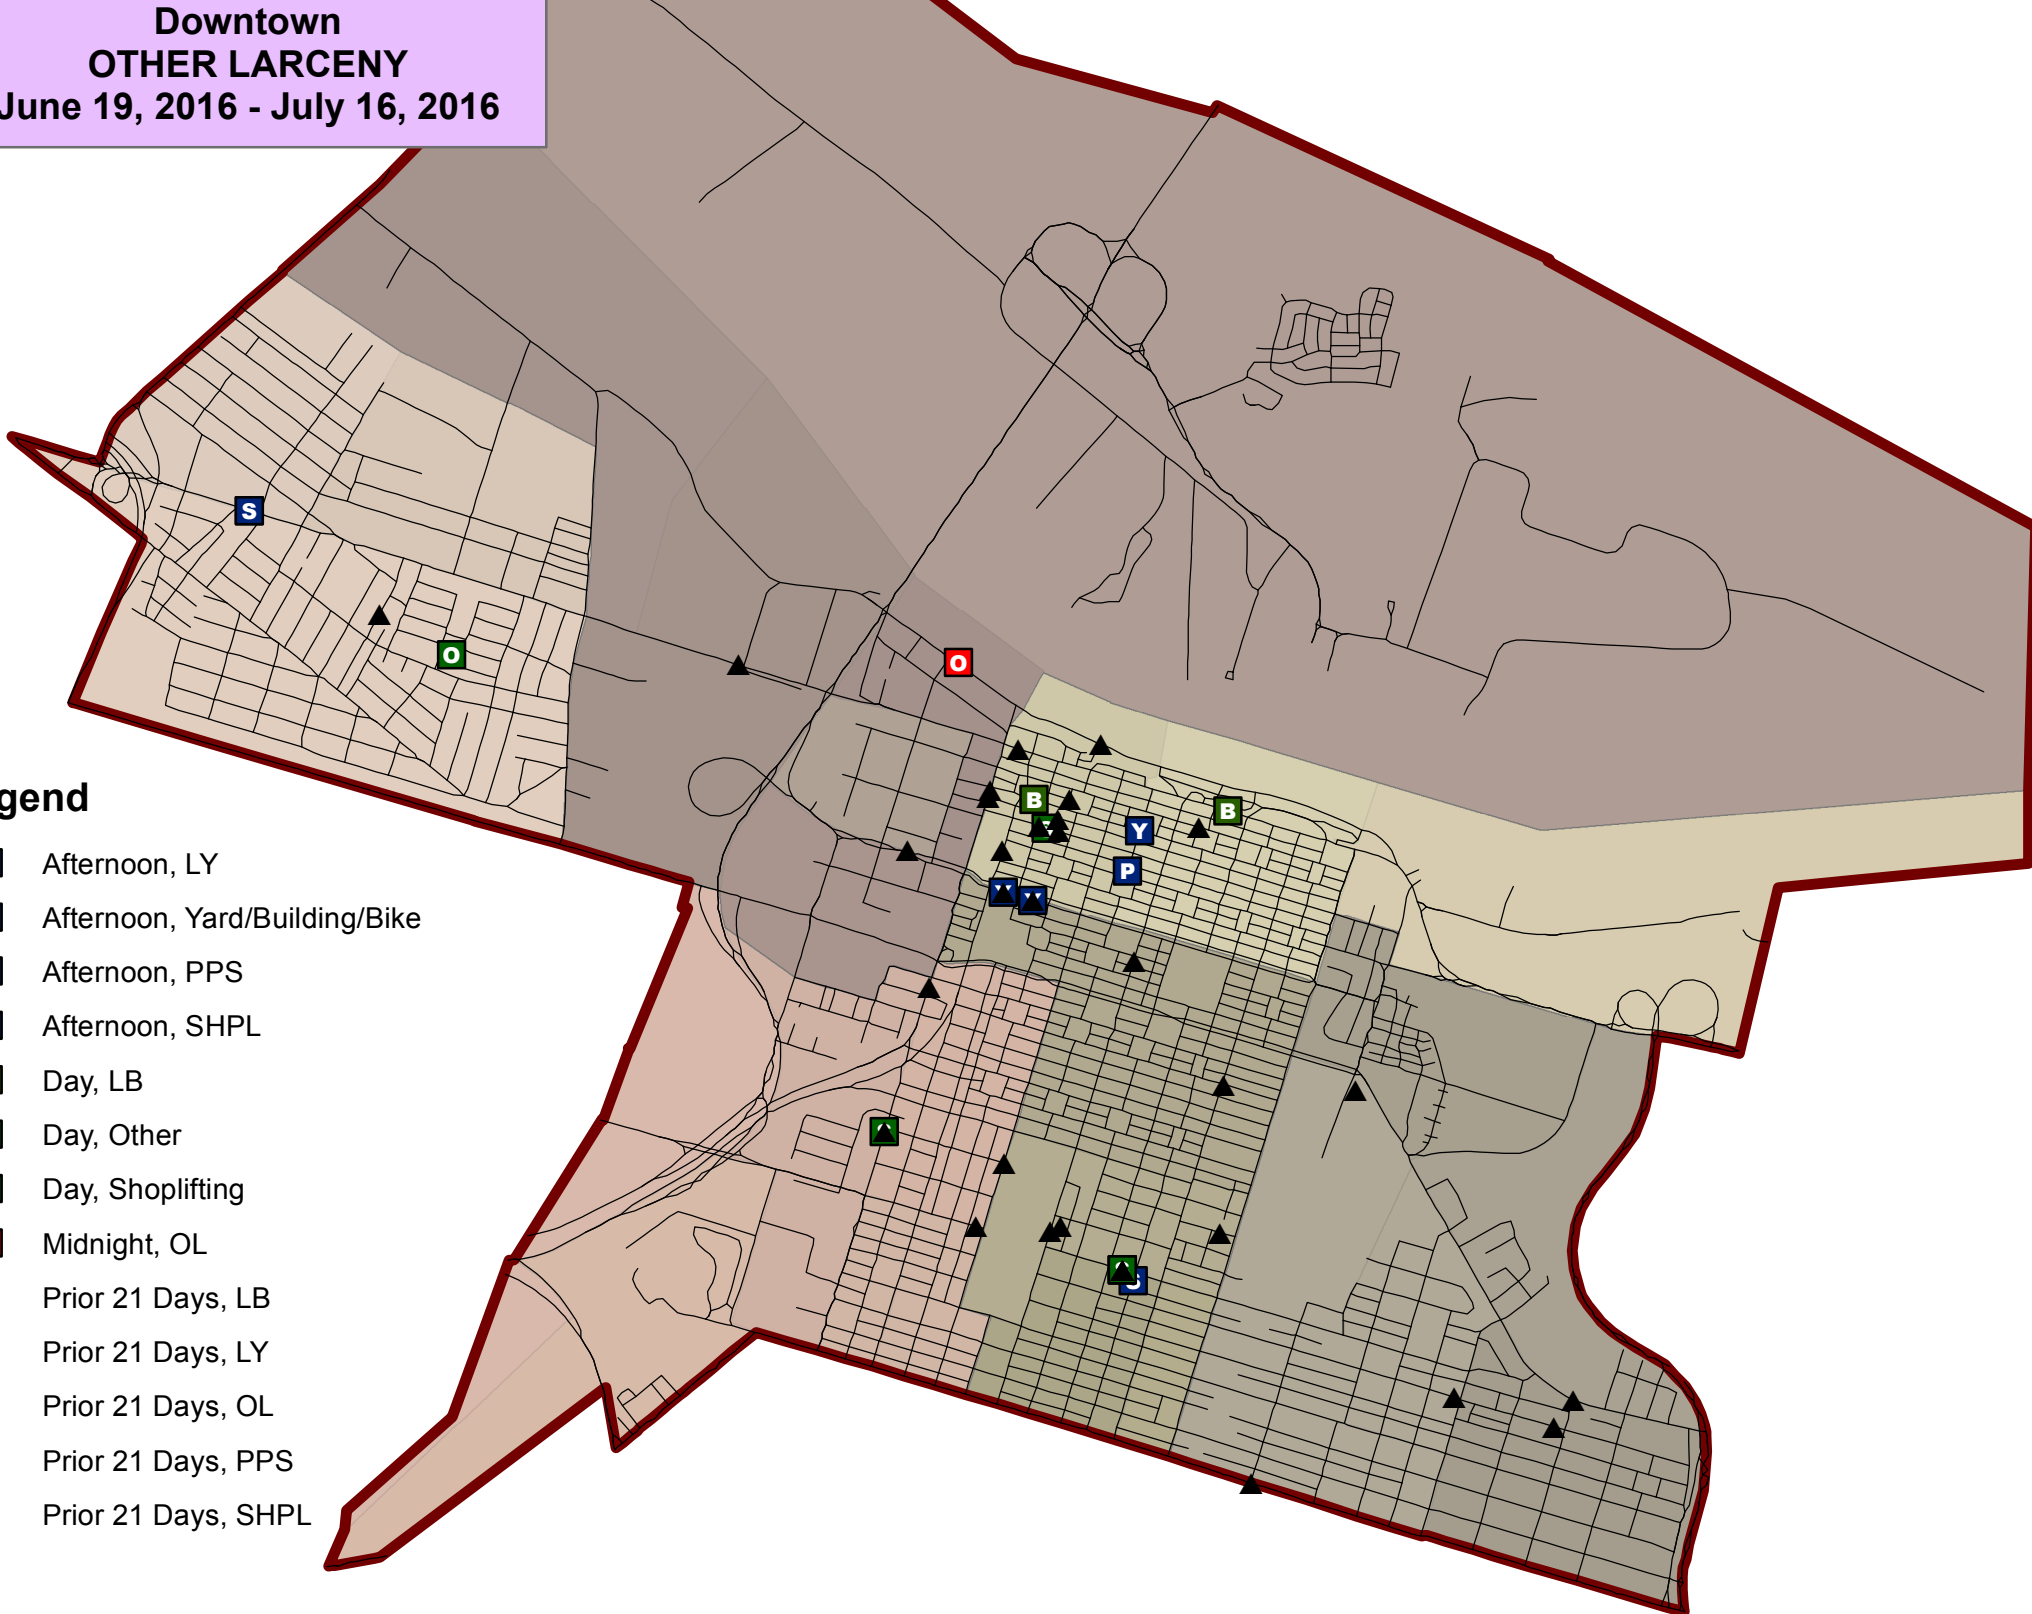 Downtown
OTHER LARCENY
June 19, 2016 - July 16, 2016
S
O
O
B
B
Y
P
S
gend
Afternoon, LY
Afternoon, Yard/Building/Bike
Afternoon, PPS
Afternoon, SHPL
Day, LB
Day, Other
Day, Shoplifting
Midnight, OL
Prior 21 Days, LB
Prior 21 Days, LY
Prior 21 Days, OL
Prior 21 Days, PPS
Prior 21 Days, SHPL